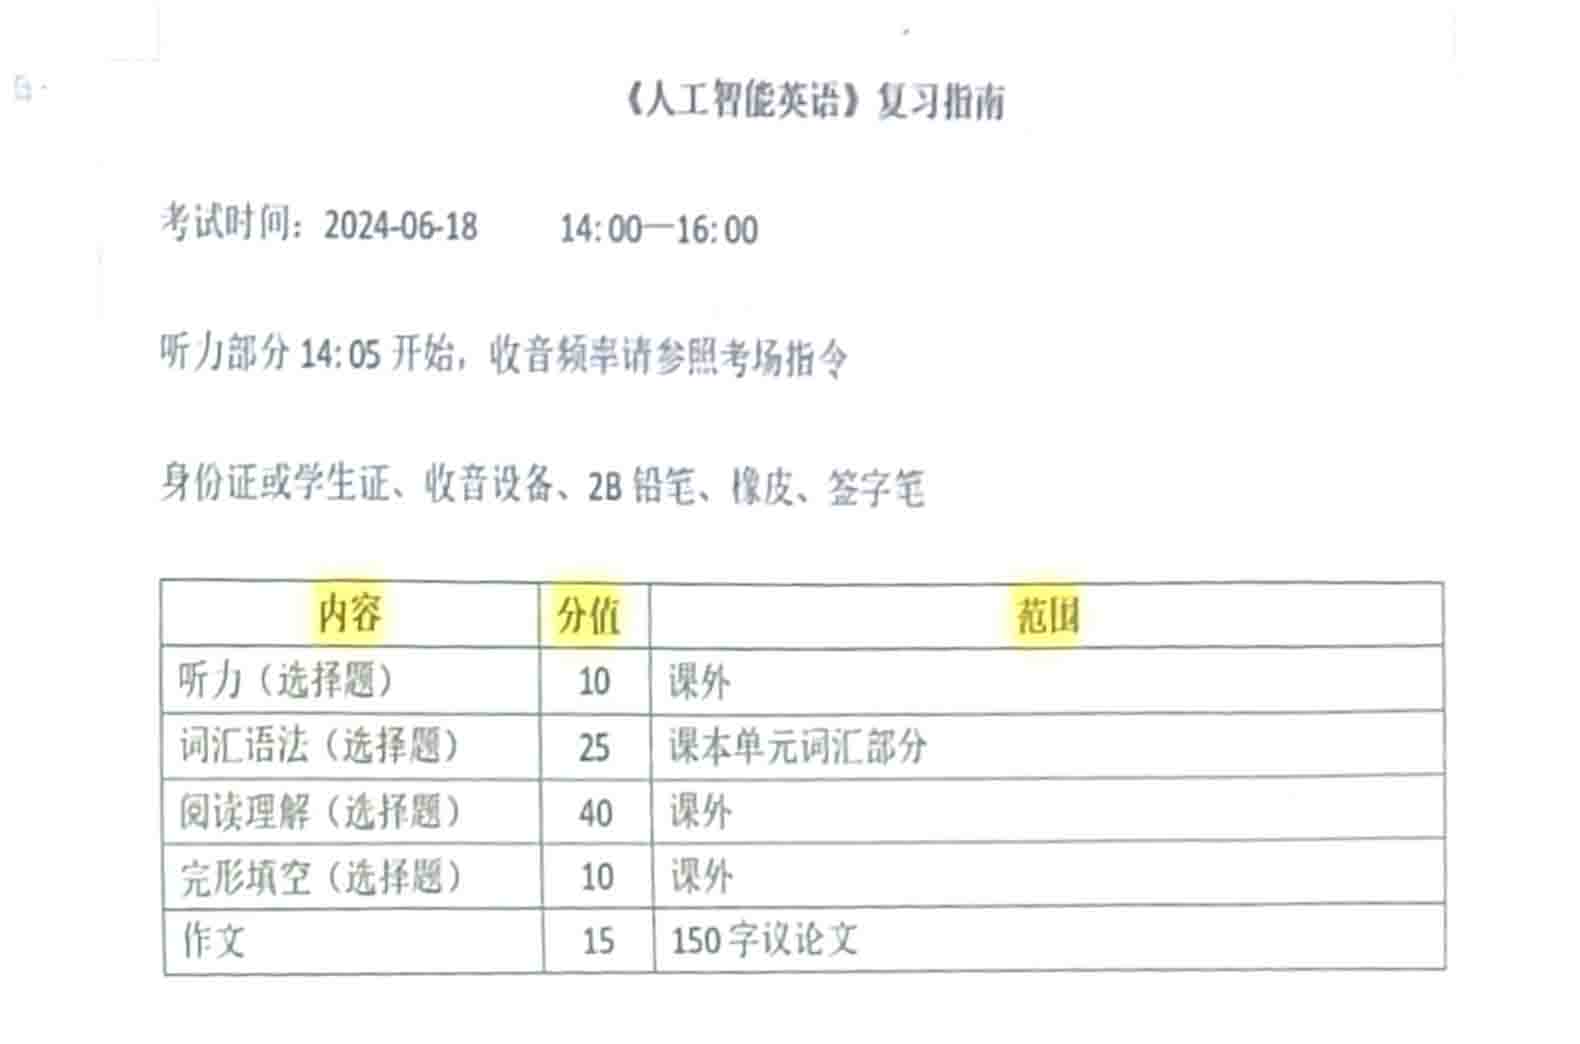 《人工智能英语》复习指南
考试时间：2024-06-18 14:00—16:00
听力部分 14:05 开始，收音频率请参照考场指令
身份证或学生证、收音设备、2B 铅笔、橡皮、签字笔
内容 分值 范围
听力（选择题） 10 课外
词汇语法（选择题） 25 课本单元词汇部分
阅读理解（选择题） 40 课外
完形填空（选择题） 10 课外
作文 15 150 字议论文